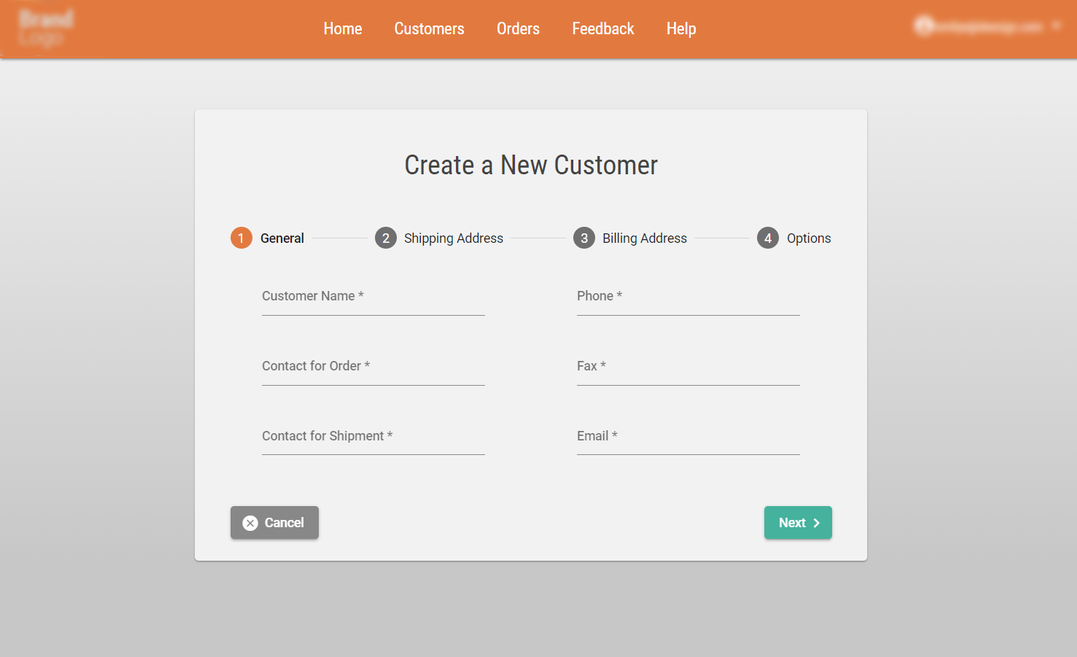 Brand
Logo
Home Customers Orders Feedback Help
Create a New Customer
1 General 2 Shipping Address 3 Billing Address 4 Options
Customer Name * Phone *
Contact for Order * Fax *
Contact for Shipment * Email *
Cancel Next